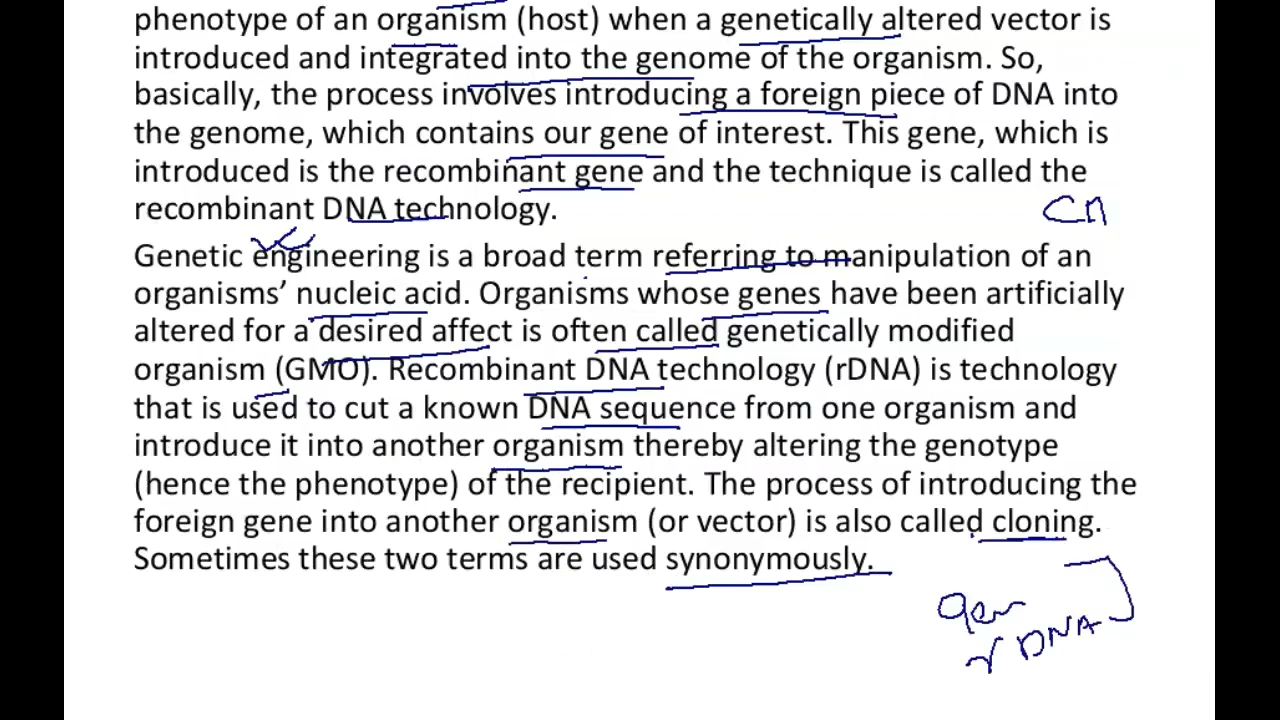 phenotype of an organism (host) when a genetically altered vector is
introduced and integrated into the genome of the organism. So,
basically, the process involves introducing a foreign piece of DNA into
the genome, which contains our gene of interest. This gene, which is
introduced is the recombinant gene and the technique is called the
recombinant DNA technology.
Genetic engineering is a broad term referring to manipulation of an
organisms’ nucleic acid. Organisms whose genes have been artificially
altered for a desired affect is often called genetically modified
organism (GMO). Recombinant DNA technology (rDNA) is technology
that is used to cut a known DNA sequence from one organism and
introduce it into another organism thereby altering the genotype
(hence the phenotype) of the recipient. The process of introducing the
foreign gene into another organism (or vector) is also called cloning.
Sometimes these two terms are used synonymously.
r DNA